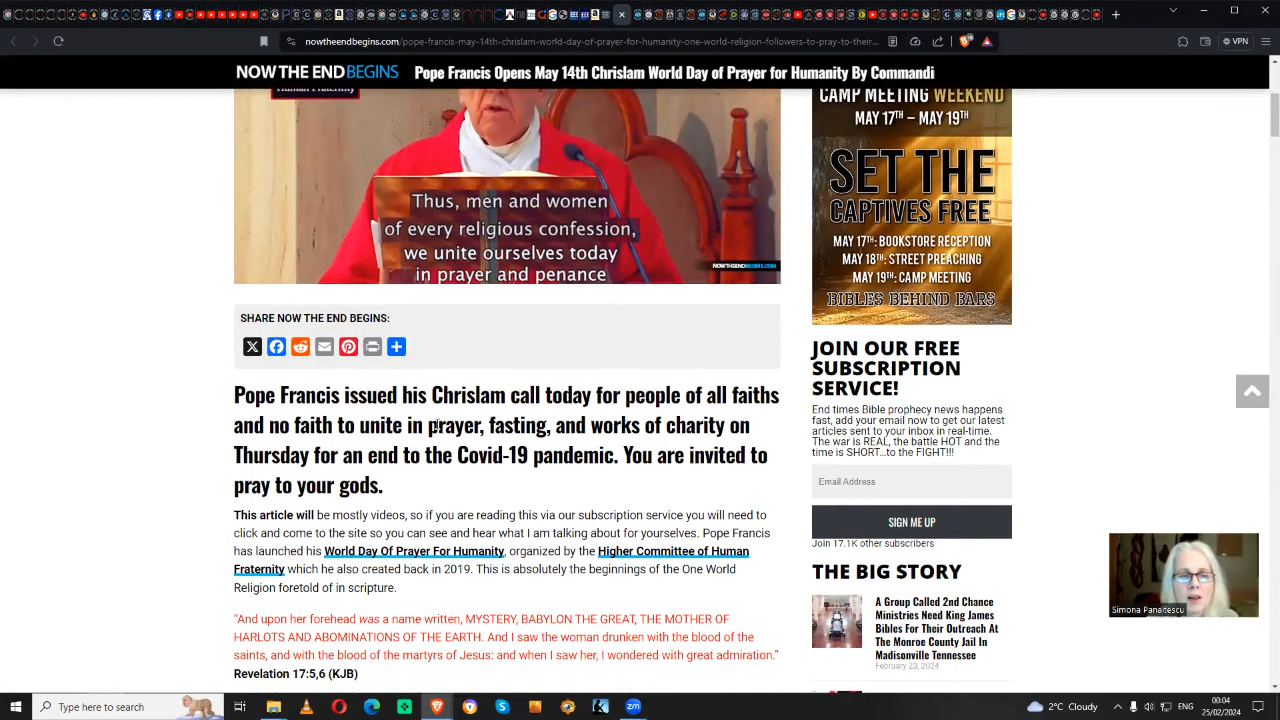 VPN
nowtheendbegins.com/pope-francis-may-14th-chrislam-world-day-of-prayer-for-humanity-one-world-religion-followers-to-pray-to-their...
NOW THE END BEGINS
Pope Francis Opens May 14th Chrislam World Day of Prayer for Humanity By Commandi
Human Fraternity
Thus, men and women
of every religious confession,
we unite ourselves today
in prayer and penance
NOWTHEENDBEGINS.COM
SHARE NOW THE END BEGINS:
Pope Francis issued his Chrislam call today for people of all faiths
and no faith to unite in prayer, fasting, and works of charity on
Thursday for an end to the Covid-19 pandemic. You are invited to
pray to your gods.
This article will be mostly videos, so if you are reading this via our subscription service you will need to
click and come to the site so you can see and hear what I am talking about for yourselves. Pope Francis
has launched his World Day Of Prayer For Humanity, organized by the Higher Committee of Human
Fraternity which he also created back in 2019. This is absolutely the beginnings of the One World
Religion foretold of in scripture.
“And upon her forehead was a name written, MYSTERY, BABYLON THE GREAT, THE MOTHER OF
HARLOTS AND ABOMINATIONS OF THE EARTH. And I saw the woman drunken with the blood of the
saints, and with the blood of the martyrs of Jesus: and when I saw her, I wondered with great admiration.”
Revelation 17:5,6 (KJB)
CAMP MEETING WEEKEND
MAY 17TH – MAY 19TH
SET THE
CAPTIVES FREE
MAY 17TH: BOOKSTORE RECEPTION
MAY 18TH: STREET PREACHING
MAY 19TH: CAMP MEETING
BIBLES BEHIND BARS
JOIN OUR FREE
SUBSCRIPTION
SERVICE!
End times Bible prophecy news happens
fast, add your email now to get our latest
articles sent to your inbox in real-time.
The war is REAL, the battle HOT and the
time is SHORT...to the FIGHT!!!
Email Address
SIGN ME UP
Join 17.1K other subscribers
THE BIG STORY
A Group Called 2nd Chance
Ministries Need King James
Bibles For Their Outreach At
The Monroe County Jail In
Madisonville Tennessee
February 23, 2024
Simona Panaitescu
Type here to search
2°C Cloudy
ENG
00:04
25/02/2024